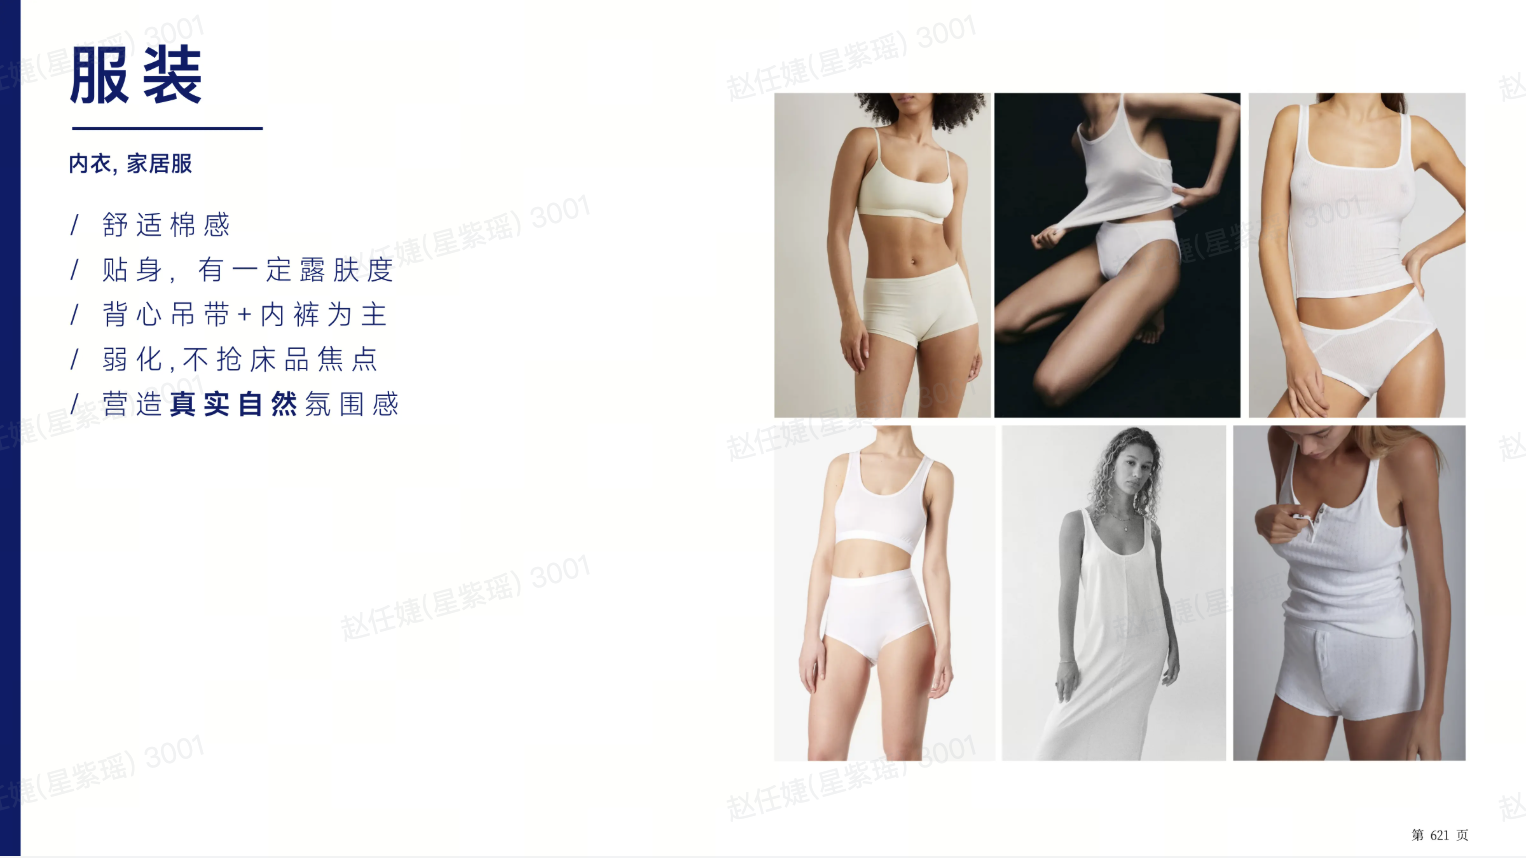 服装
内衣, 家居服
/ 舒适棉感
/ 贴身, 有一定露肤度
/ 背心吊带+内裤为主
/ 弱化,不抢床品焦点
/ 营造真实自然氛围感
第 621 页
赵任婕(星紫瑶) 3001